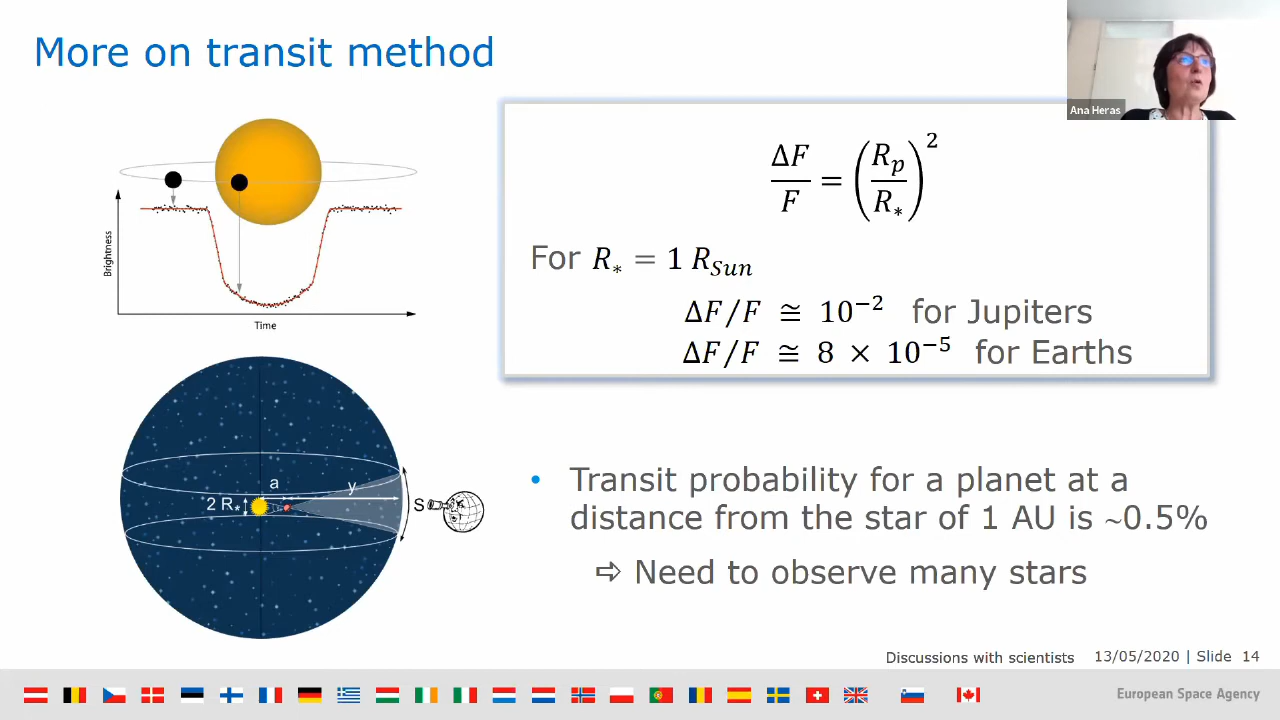 More on transit method
Ana Heras
Brightness
Time
ΔF/F = (Rₚ/R∗)²
For R∗ = 1 R_Sun
ΔF/F ≅ 10⁻² for Jupiters
ΔF/F ≅ 8 × 10⁻⁵ for Earths
a
y
2 R*
S
• Transit probability for a planet at a
distance from the star of 1 AU is ~0.5%
⇨ Need to observe many stars
Discussions with scientists
13/05/2020 | Slide 14
European Space Agency